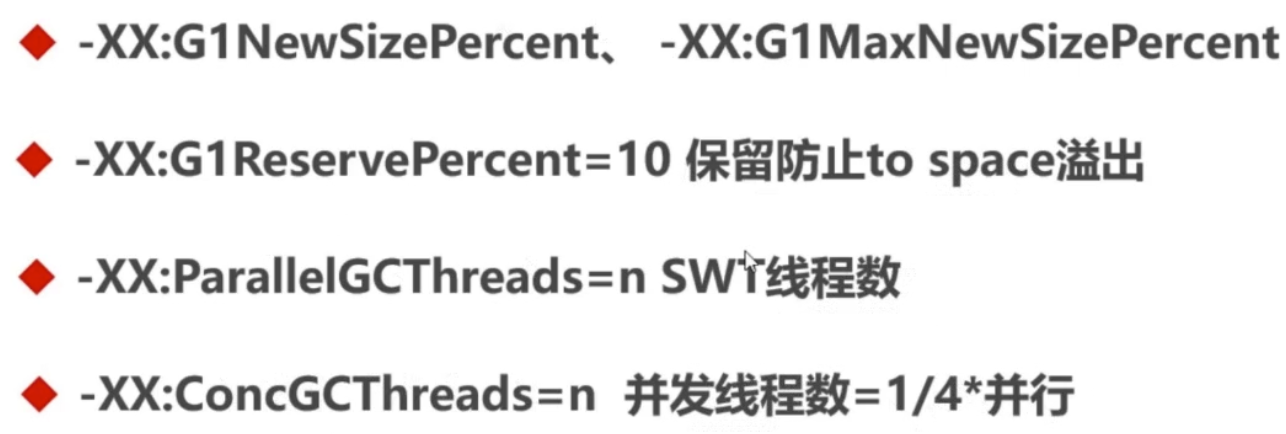 -XX:G1NewSizePercent、 -XX:G1MaxNewSizePercent
-XX:G1ReservePercent=10 保留防止to space溢出
-XX:ParallelGCThreads=n SWT线程数
-XX:ConcGCThreads=n 并发线程数=1/4*并行